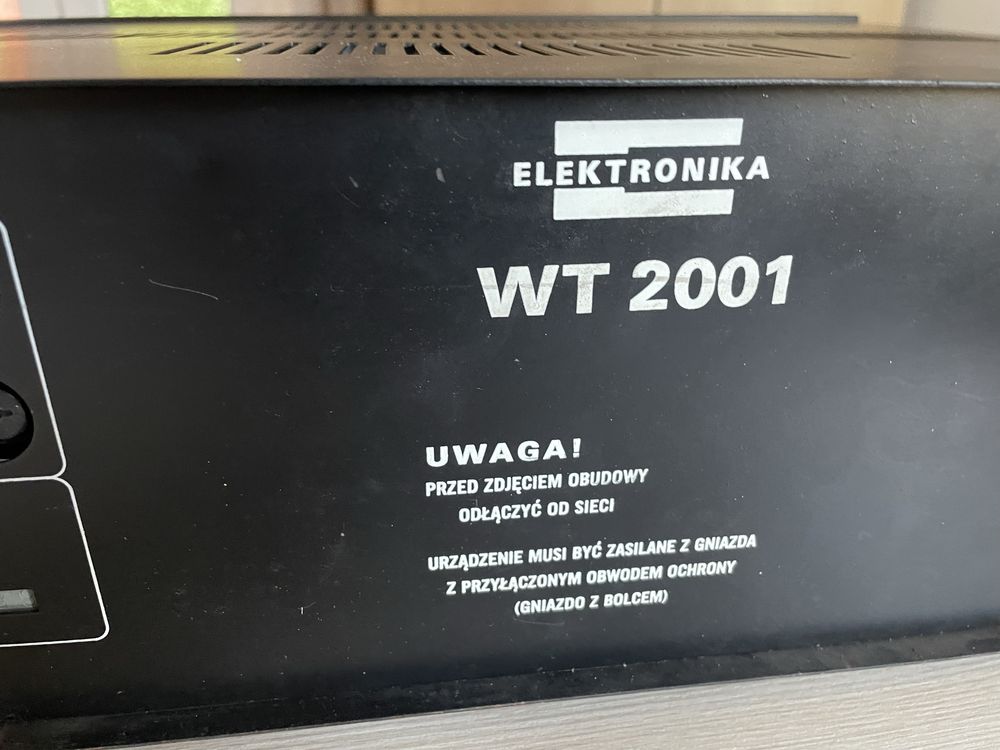 ELEKTRONIKA
WT 2001
UWAGA!
PRZED ZDJĘCIEM OBUDOWY
ODŁĄCZYĆ OD SIECI
URZĄDZENIE MUSI BYĆ ZASILANE Z GNIAZDA
Z PRZYŁĄCZONYM OBWODEM OCHRONY
(GNIAZDO Z BOLCEM)